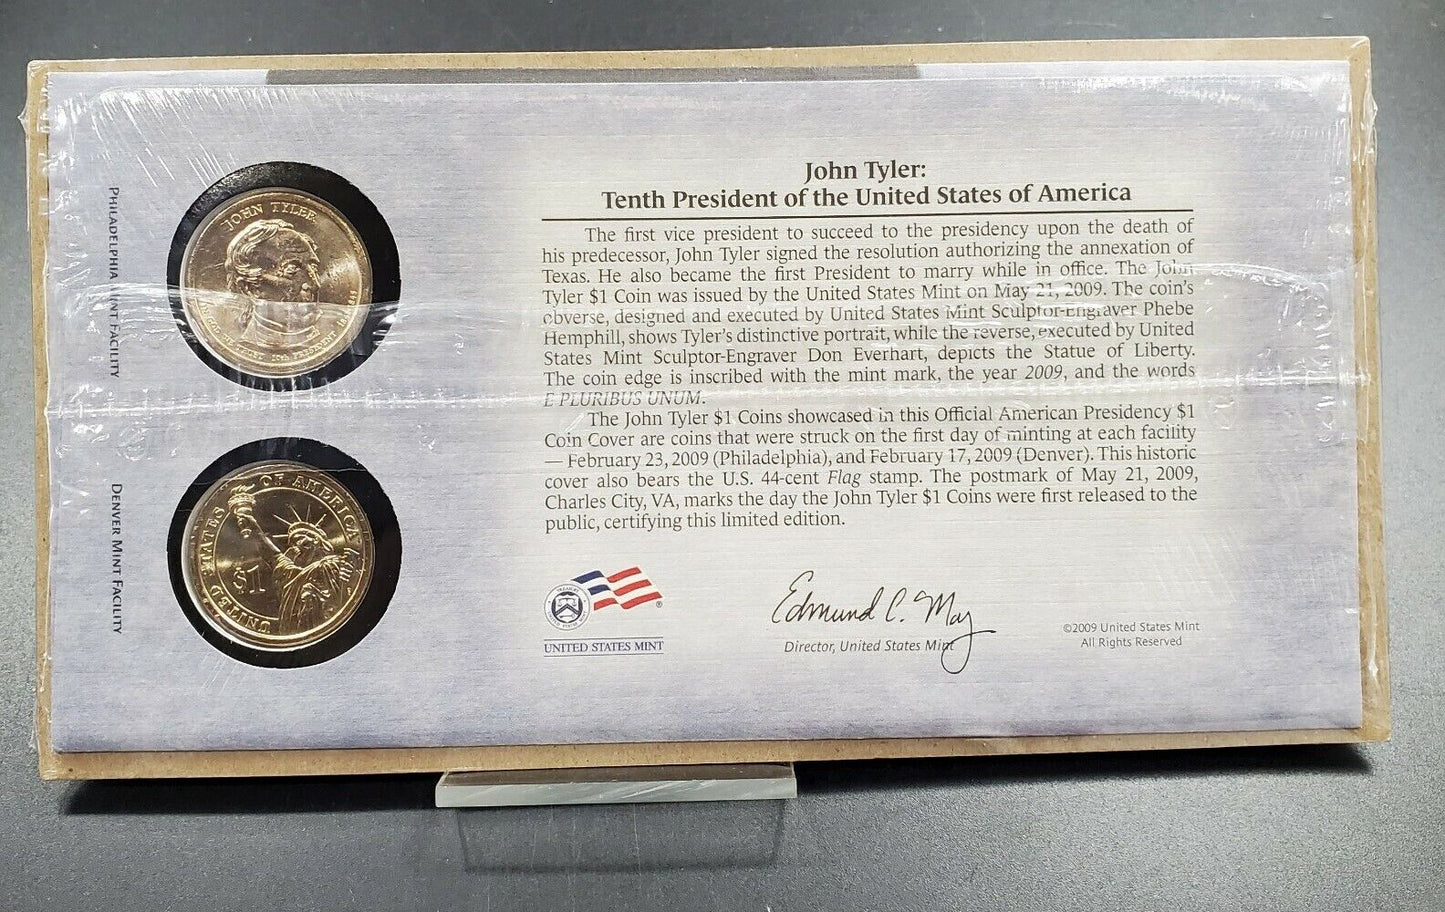 PHILADELPHIA MINT FACILITY
JOHN TYLER
10TH PRESIDENT
DENVER MINT FACILITY
UNITED STATES OF AMERICA
$1
John Tyler:
Tenth President of the United States of America
The first vice president to succeed to the presidency upon the death of
his predecessor, John Tyler signed the resolution authorizing the annexation of
Texas. He also became the first President to marry while in office. The John
Tyler $1 Coin was issued by the United States Mint on May 21, 2009. The coin's
obverse, designed and executed by United States Mint Sculptor-Engraver Phebe
Hemphill, shows Tyler's distinctive portrait, while the reverse, executed by United
States Mint Sculptor-Engraver Don Everhart, depicts the Statue of Liberty.
The coin edge is inscribed with the mint mark, the year 2009, and the words
E PLURIBUS UNUM.
The John Tyler $1 Coins showcased in this Official American Presidency $1
Coin Cover are coins that were struck on the first day of minting at each facility
— February 23, 2009 (Philadelphia), and February 17, 2009 (Denver). This historic
cover also bears the U.S. 44-cent Flag stamp. The postmark of May 21, 2009,
Charles City, VA, marks the day the John Tyler $1 Coins were first released to the
public, certifying this limited edition.
UNITED STATES MINT
Edmund C. Moy
Director, United States Mint
©2009 United States Mint
All Rights Reserved